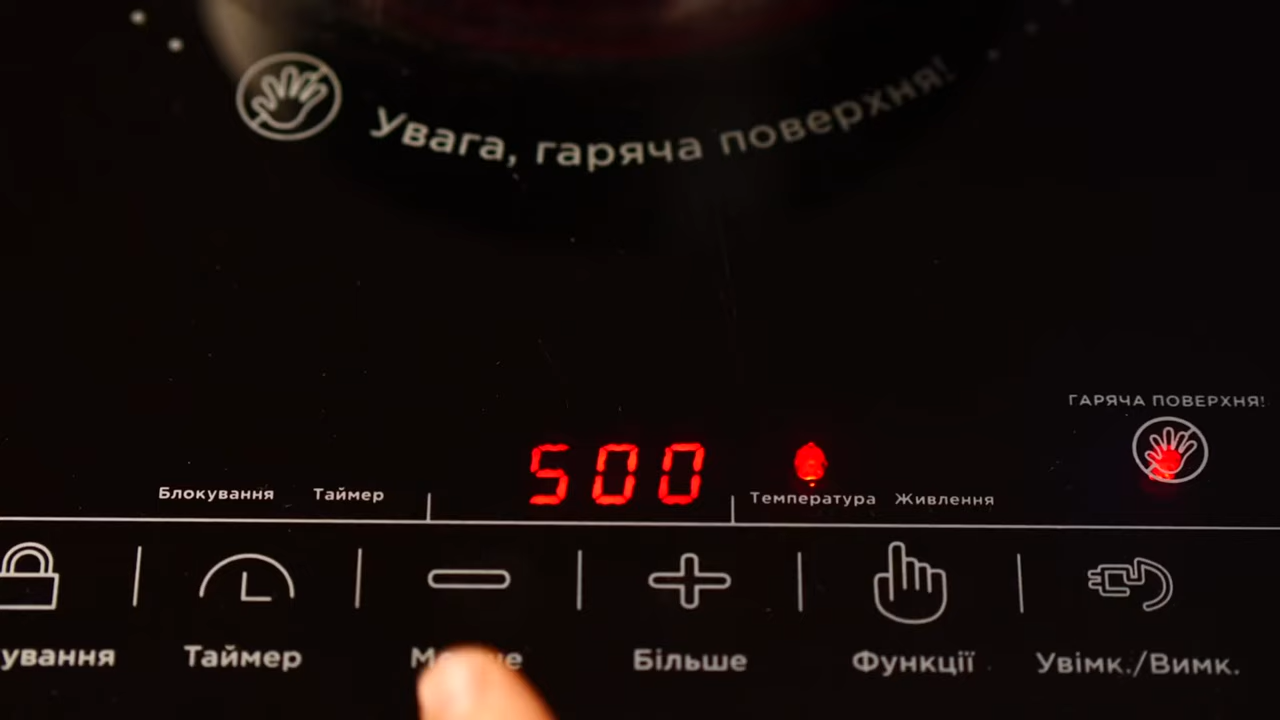 Увага, гаряча поверхня!
ГАРЯЧА ПОВЕРХНЯ!
500
Блокування Таймер Температура Живлення
ування Таймер Більше Функції Увімк./Вимк.